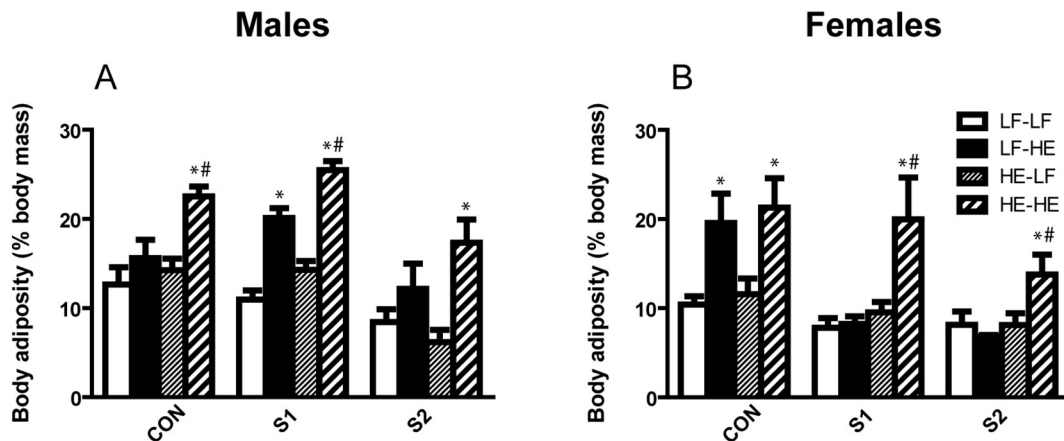 Males
Females
A
B
Body adiposity (% body mass)
30
20
10
0
*#
*
*#
*
CON
S1
S2
Body adiposity (% body mass)
30
20
10
0
*
*
*#
*#
CON
S1
S2
LF-LF
LF-HE
HE-LF
HE-HE